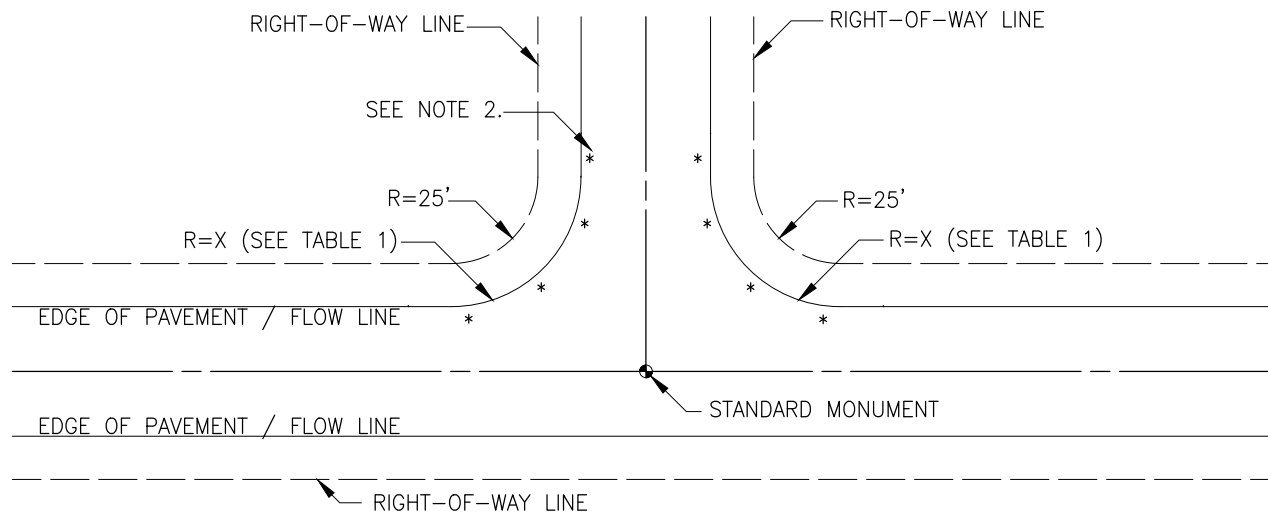 RIGHT-OF-WAY LINE
RIGHT-OF-WAY LINE
SEE NOTE 2.
*
*
R=25'
R=25'
*
*
R=X (SEE TABLE 1)
R=X (SEE TABLE 1)
*
*
EDGE OF PAVEMENT / FLOW LINE
*
*
STANDARD MONUMENT
EDGE OF PAVEMENT / FLOW LINE
RIGHT-OF-WAY LINE